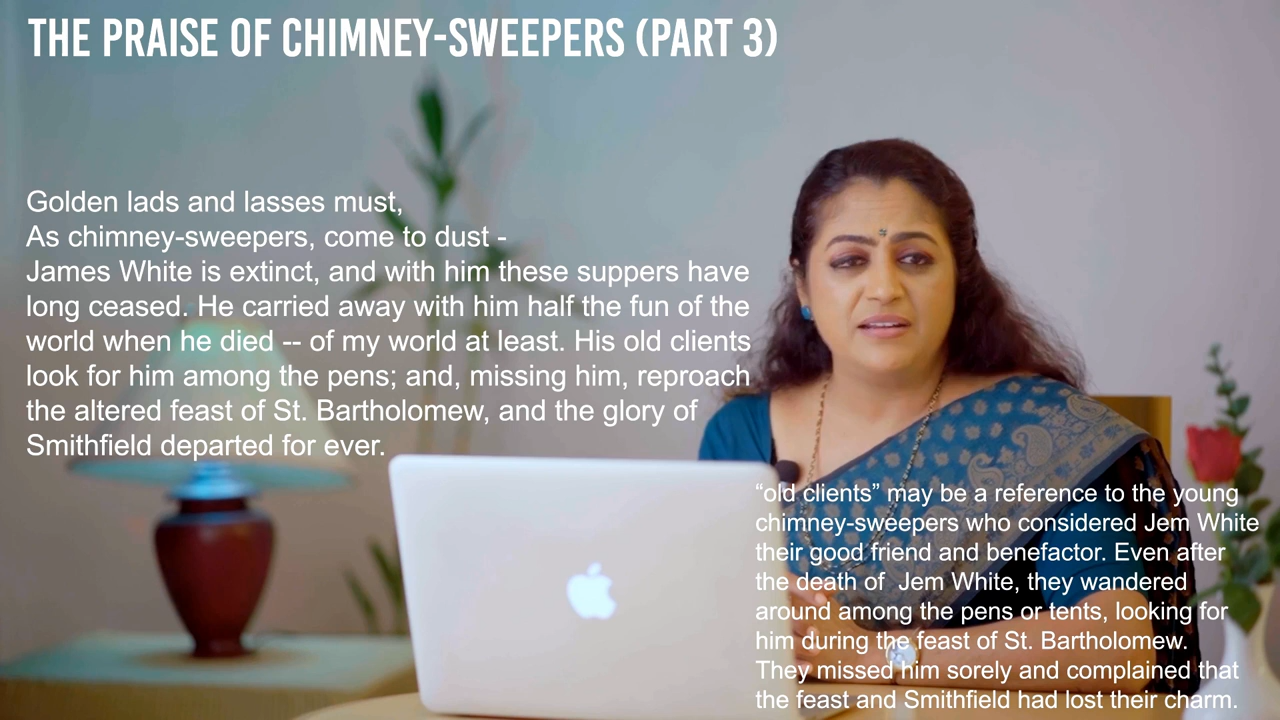 THE PRAISE OF CHIMNEY-SWEEPERS (PART 3)
Golden lads and lasses must,
As chimney-sweepers, come to dust -
James White is extinct, and with him these suppers have
long ceased. He carried away with him half the fun of the
world when he died -- of my world at least. His old clients
look for him among the pens; and, missing him, reproach
the altered feast of St. Bartholomew, and the glory of
Smithfield departed for ever.
“old clients” may be a reference to the young
chimney-sweepers who considered Jem White
their good friend and benefactor. Even after
the death of  Jem White, they wandered
around among the pens or tents, looking for
him during the feast of St. Bartholomew.
They missed him sorely and complained that
the feast and Smithfield had lost their charm.